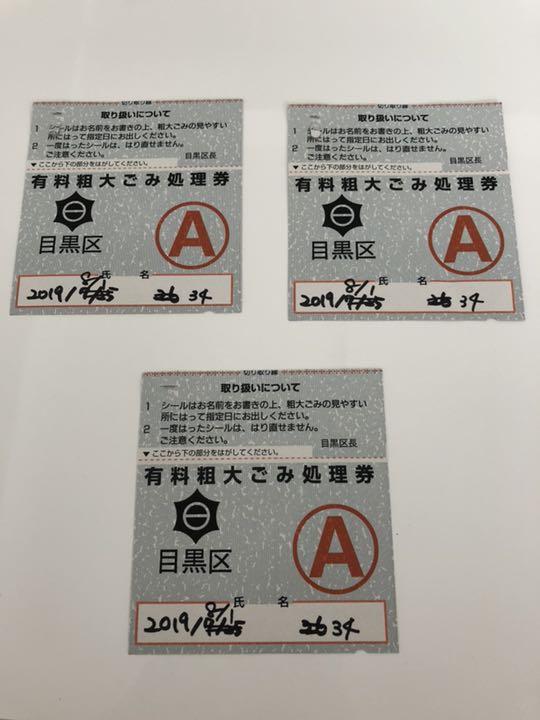 切り取り線
取り扱いについて
1 シールはお名前をお書きの上、粗大ごみの見やすい
所にはって指定日にお出しください。
2 一度はったシールは、はり直せません。
ご注意ください。
目黒区長
▼ここから下の部分をはがしてください。
有料粗大ごみ処理券
目黒区
A
氏 名
8/1
2019/7/25 26 34
切り取り線
取り扱いについて
1 シールはお名前をお書きの上、粗大ごみの見やすい
所にはって指定日にお出しください。
2 一度はったシールは、はり直せません。
ご注意ください。
目黒区長
▼ここから下の部分をはがしてください。
有料粗大ごみ処理券
目黒区
A
氏 名
8/1
2019/7/25 26 34
切り取り線
取り扱いについて
1 シールはお名前をお書きの上、粗大ごみの見やすい
所にはって指定日にお出しください。
2 一度はったシールは、はり直せません。
ご注意ください。
目黒区長
▼ここから下の部分をはがしてください。
有料粗大ごみ処理券
目黒区
A
氏 名
8/1
2019/7/25 26 34